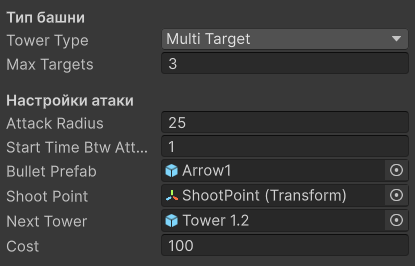 Тип башни
Tower Type Multi Target
Max Targets 3
Настройки атаки
Attack Radius 25
Start Time Btw Att... 1
Bullet Prefab Arrow1
Shoot Point ShootPoint (Transform)
Next Tower Tower 1.2
Cost 100